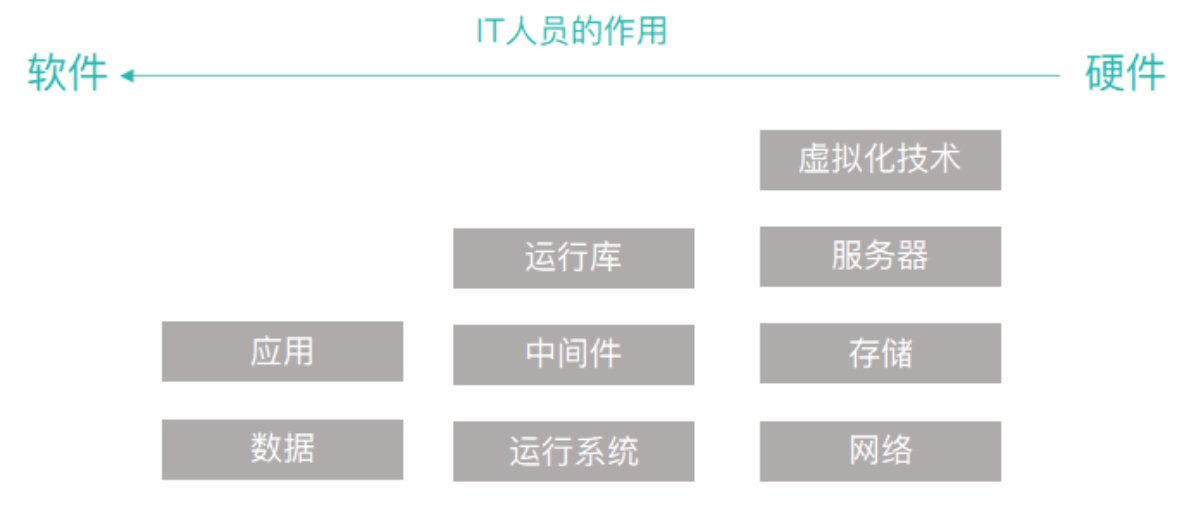 IT人员的作用
软件
硬件
虚拟化技术
运行库
服务器
应用
中间件
存储
数据
运行系统
网络